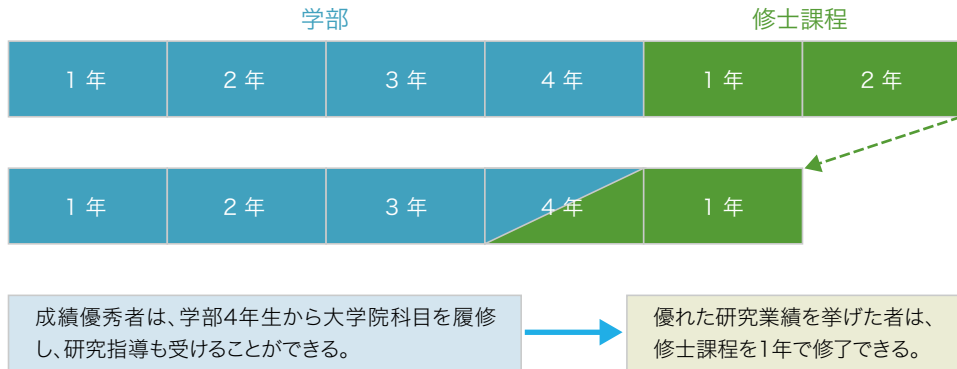 学部 修士課程
1 年 2 年 3 年 4 年 1 年 2 年
1 年 2 年 3 年 4 年 1 年
成績優秀者は、学部4年生から大学院科目を履修
し、研究指導も受けることができる。
優れた研究業績を挙げた者は、
修士課程を1年で修了できる。